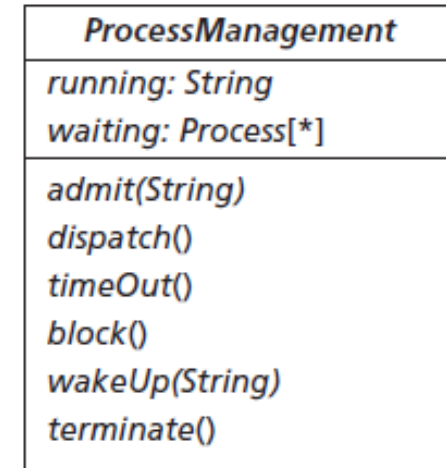 ProcessManagement
running: String
waiting: Process[*]
admit(String)
dispatch()
timeOut()
block()
wakeUp(String)
terminate()